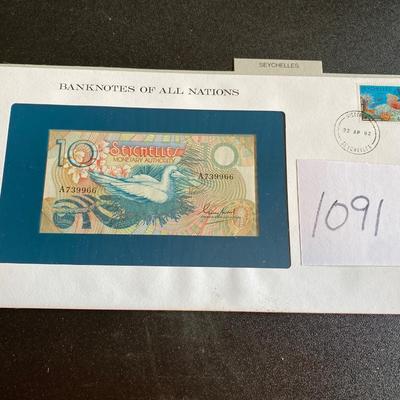 SEYCHELLES
BANKNOTES OF ALL NATIONS
10 SEYCHELLES
MONETARY AUTHORITY
A739966
A739966
22 AP 82
SEYCHELLES
1091